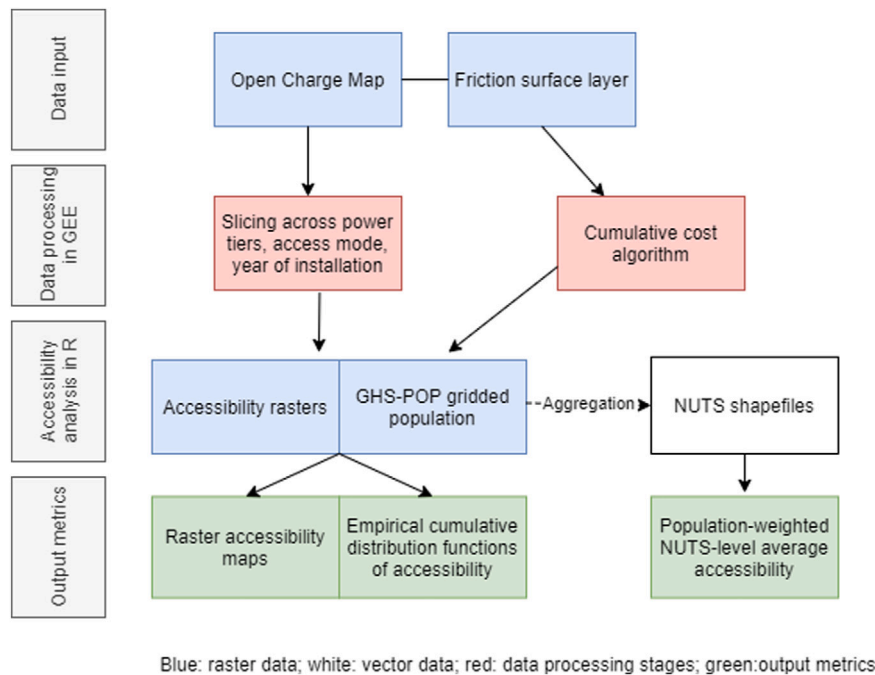 Data input
Open Charge Map
Friction surface layer
Data processing
in GEE
Slicing across power
tiers, access mode,
year of installation
Cumulative cost
algorithm
Accessibility
analysis in R
Accessibility rasters
GHS-POP gridded
population
Aggregation
NUTS shapefiles
Output metrics
Raster accessibility
maps
Empirical cumulative
distribution functions
of accessibility
Population-weighted
NUTS-level average
accessibility
Blue: raster data; white: vector data; red: data processing stages; green:output metrics